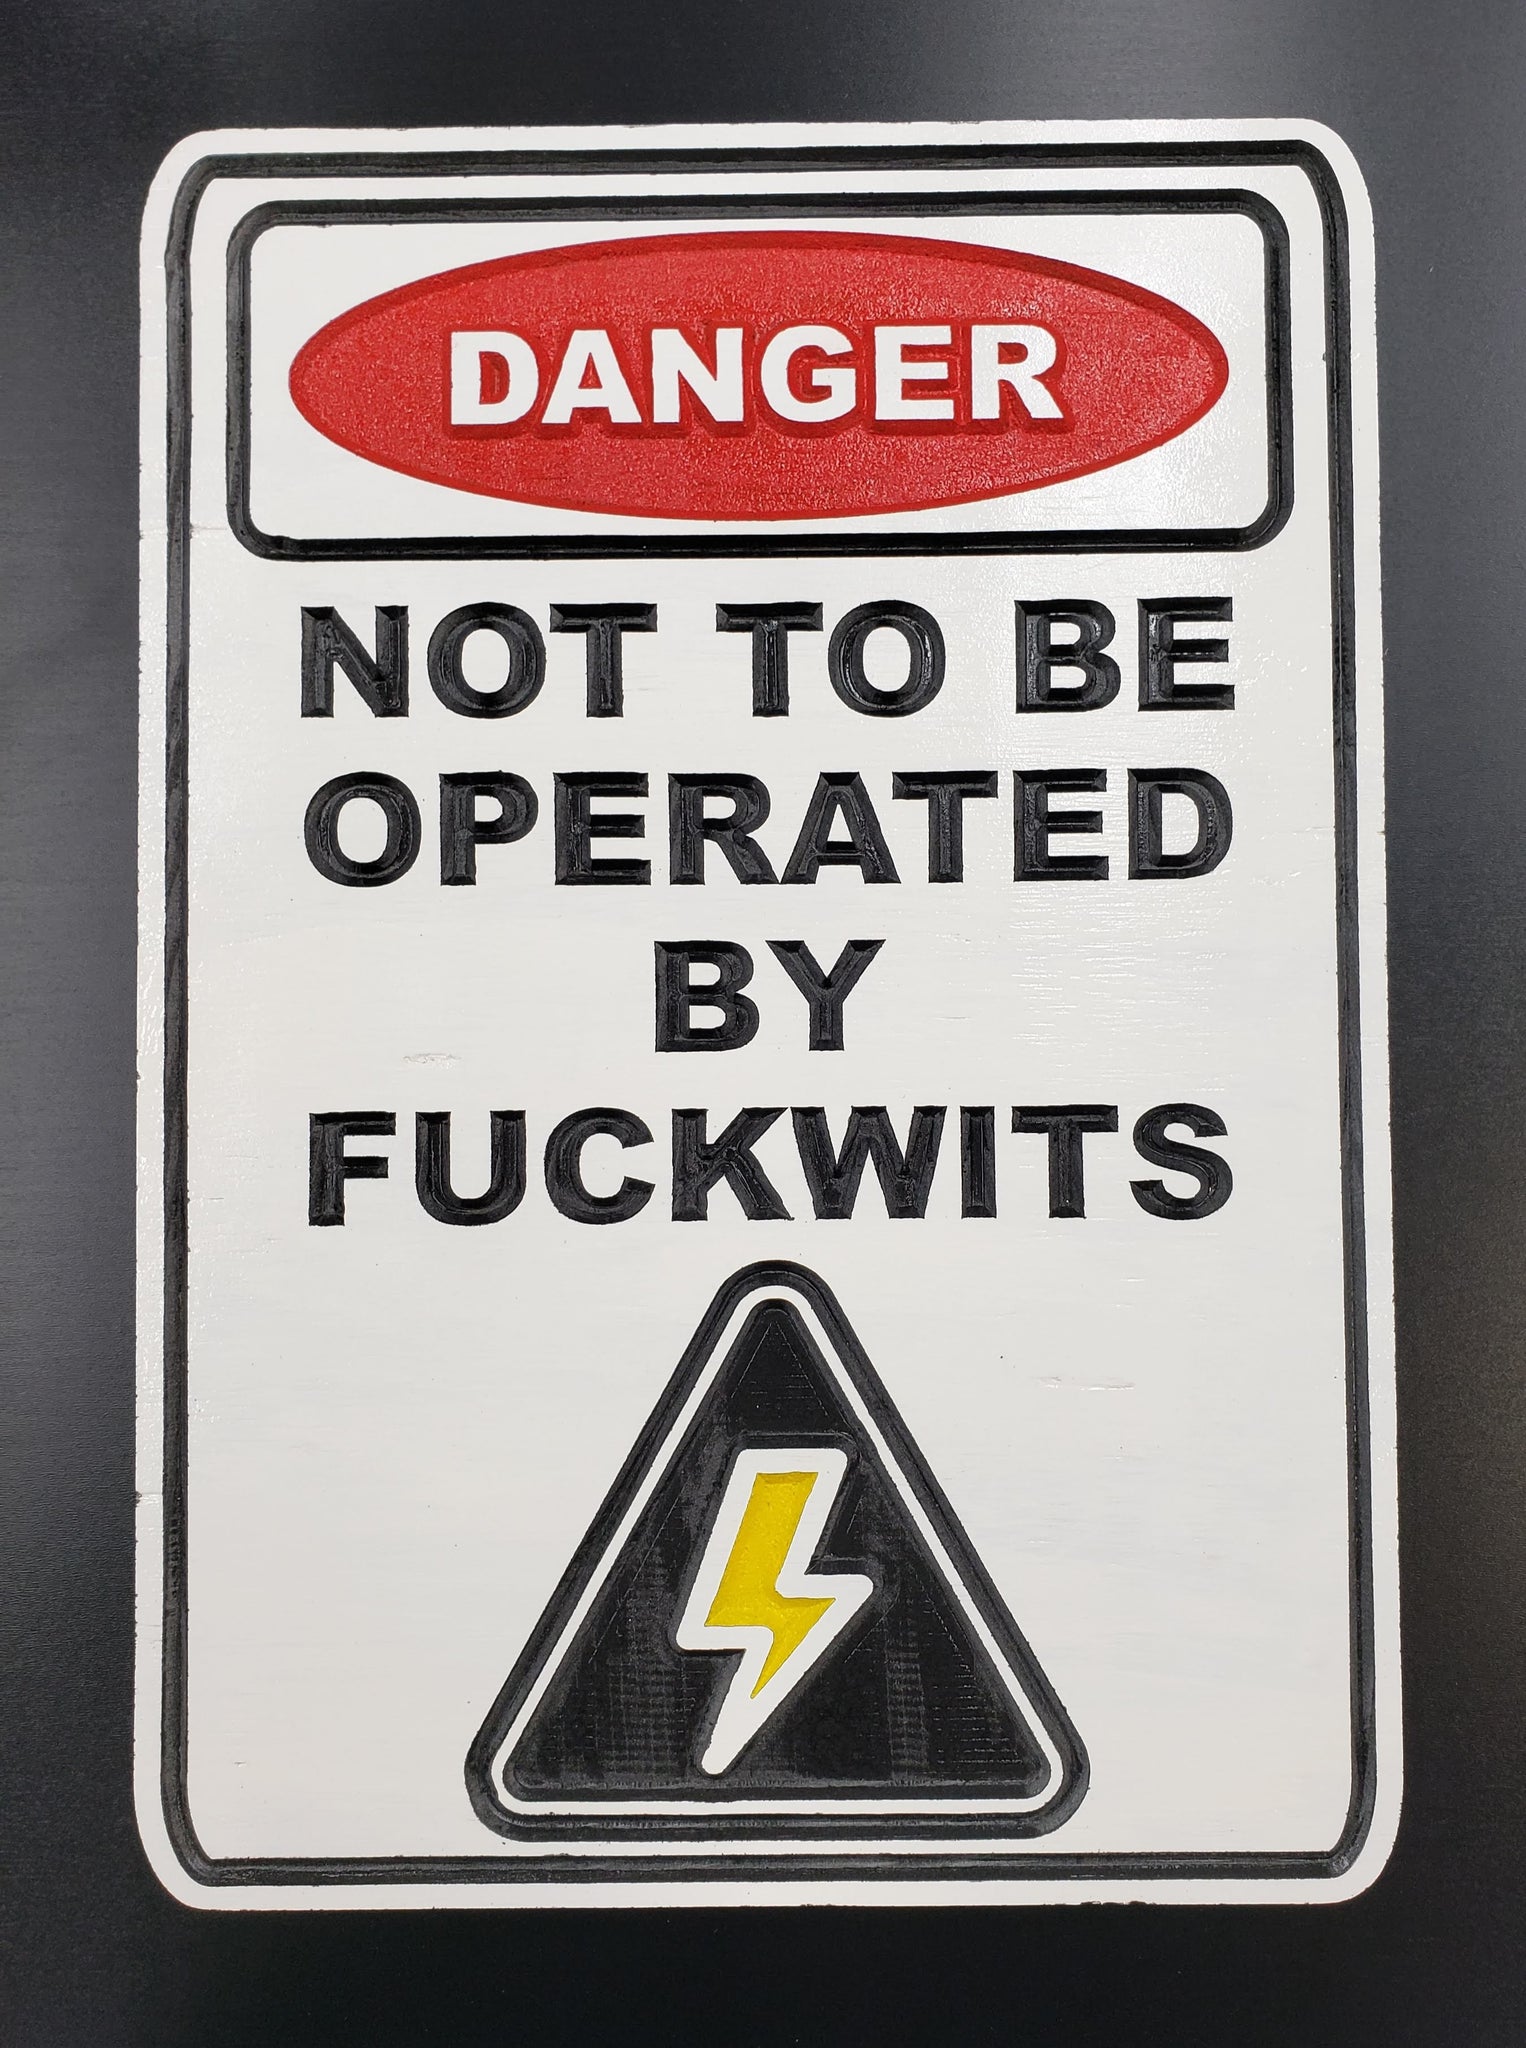 DANGER
NOT TO BE
OPERATED
BY
FUCKWITS